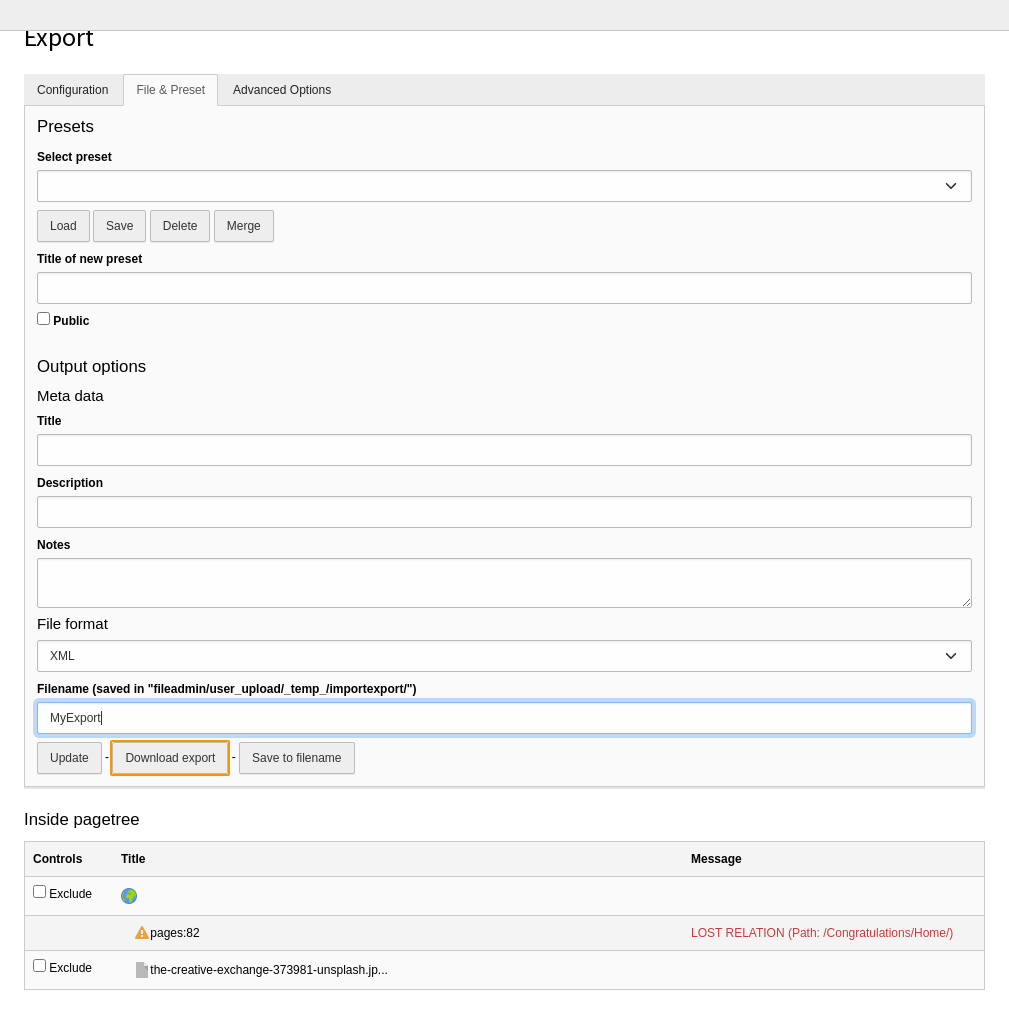 Export
Configuration File & Preset Advanced Options
Presets
Select preset
Load Save Delete Merge
Title of new preset
Public
Output options
Meta data
Title
Description
Notes
File format
XML
Filename (saved in "fileadmin/user_upload/_temp_/importexport/")
MyExport
Update - Download export - Save to filename
Inside pagetree
Controls Title Message
Exclude
pages:82 LOST RELATION (Path: /Congratulations/Home/)
Exclude the-creative-exchange-373981-unsplash.jp...